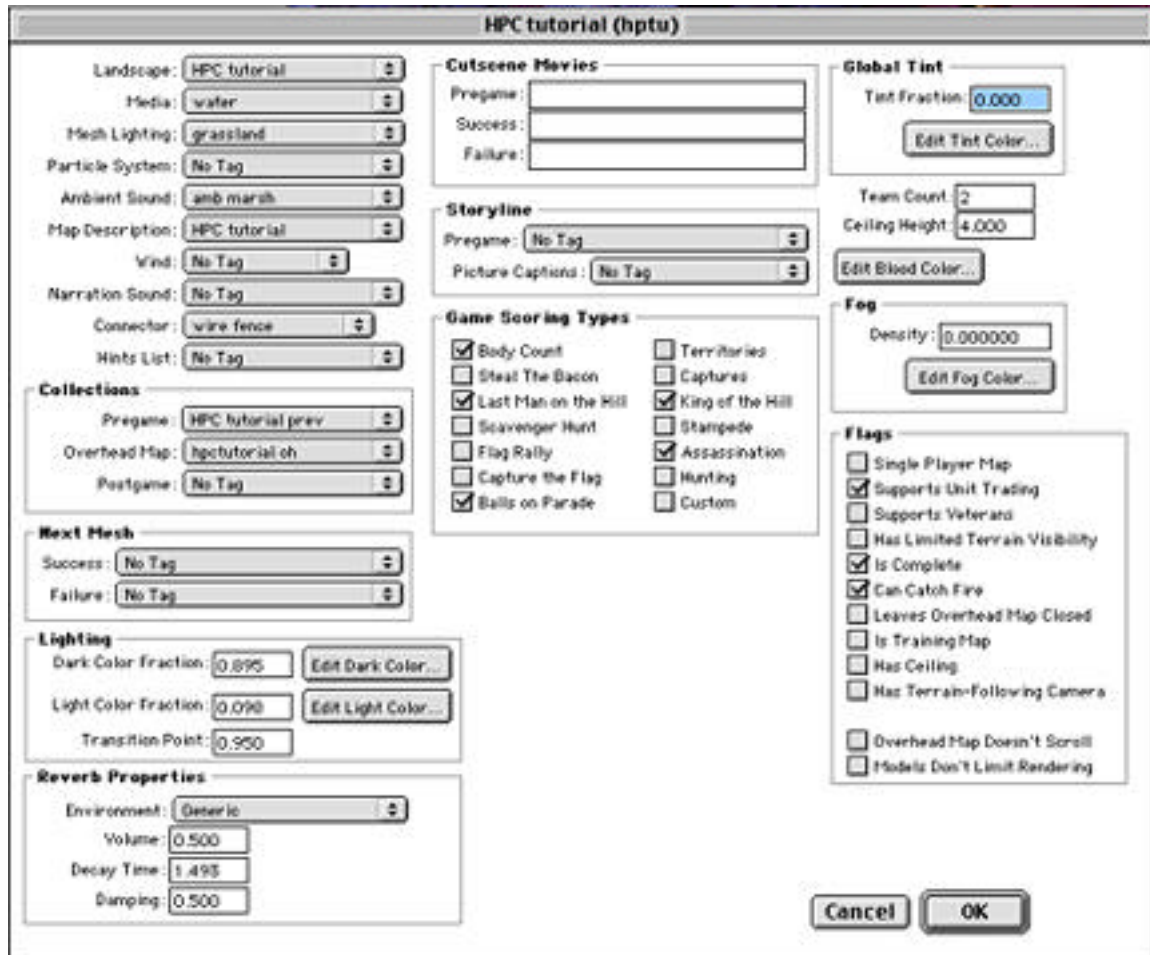 HPC tutorial (hptu)
Landscape: HPC tutorial
Media: water
Mesh Lighting: grassland
Particle System: No Tag
Ambient Sound: amb marsh
Map Description: HPC tutorial
Wind: No Tag
Narration Sound: No Tag
Connector: wire fence
Hints List: No Tag
Collections
Pregame: HPC tutorial prev
Overhead Map: hpctutorial oh
Postgame: No Tag
Next Mesh
Success: No Tag
Failure: No Tag
Lighting
Dark Color Fraction: 0.895 Edit Dark Color...
Light Color Fraction: 0.098 Edit Light Color...
Transition Point: 0.950
Reverb Properties
Environment: Generic
Volume: 0.500
Decay Time: 1.493
Damping: 0.500
Cutscene Movies
Pregame:
Success:
Failure:
Storyline
Pregame: No Tag
Picture Captions: No Tag
Game Scoring Types
Body Count Territories
Steal The Bacon Captures
Last Man on the Hill King of the Hill
Scavenger Hunt Stampede
Flag Rally Assassination
Capture the Flag Hunting
Balls on Parade Custom
Global Tint
Tint Fraction: 0.000
Edit Tint Color...
Team Count: 2
Ceiling Height: 4.000
Edit Blood Color...
Fog
Density: 0.000000
Edit Fog Color...
Flags
Single Player Map
Supports Unit Trading
Supports Veterans
Has Limited Terrain Visibility
Is Complete
Can Catch Fire
Leaves Overhead Map Closed
Is Training Map
Has Ceiling
Has Terrain-Following Camera
Overhead Map Doesn't Scroll
Models Don't Limit Rendering
Cancel OK